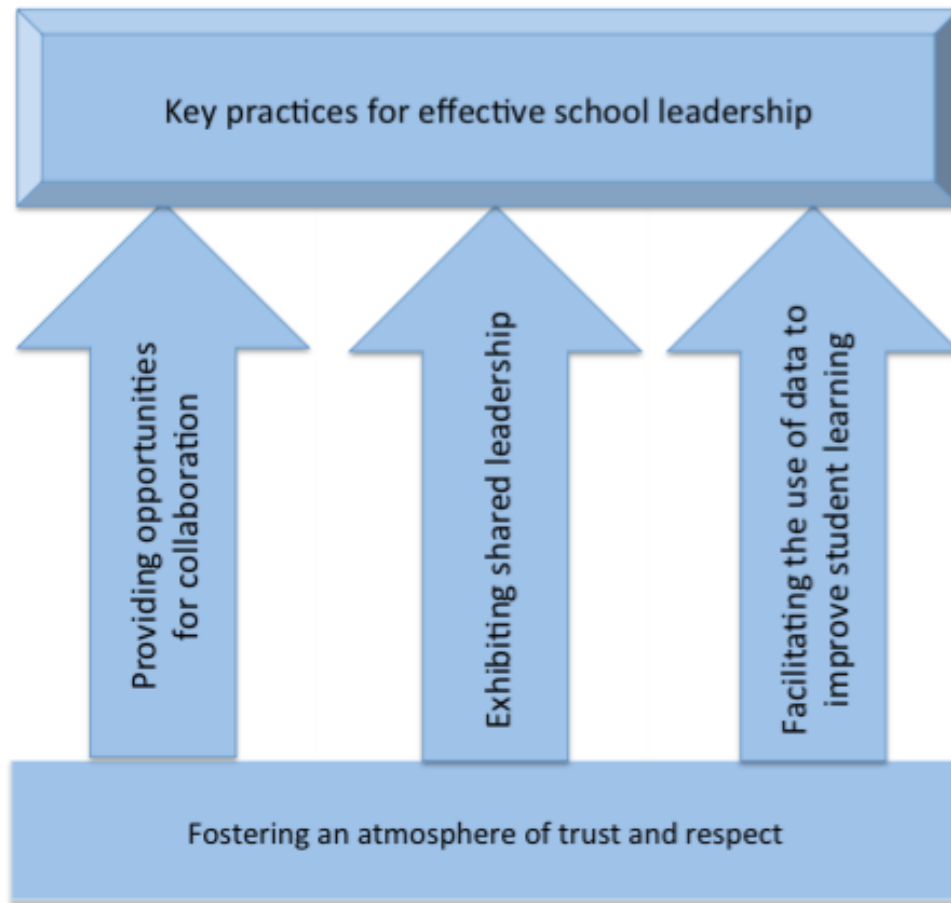 Key practices for effective school leadership
Providing opportunities
for collaboration
Exhibiting shared leadership
Facilitating the use of data to
improve student learning
Fostering an atmosphere of trust and respect